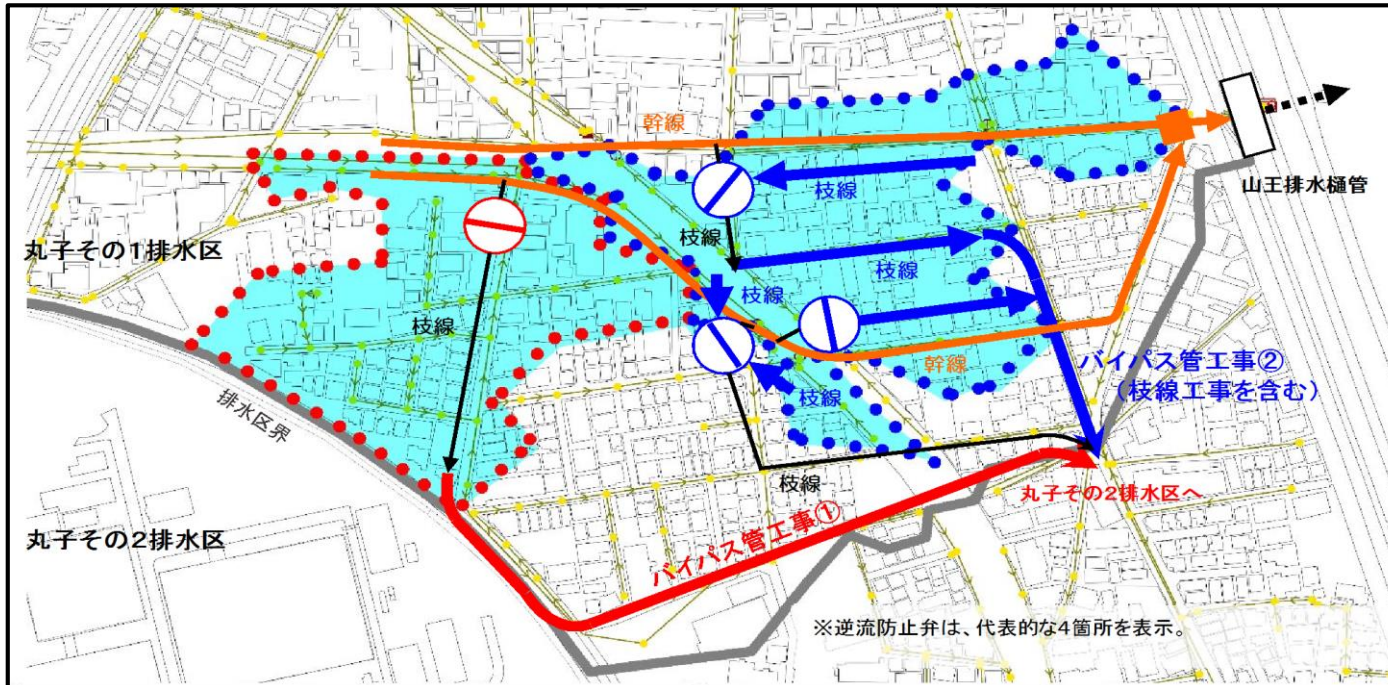 幹線
山王排水樋管
枝線
丸子その1排水区
枝線
枝線
枝線
枝線
幹線
バイパス管工事②
（枝線工事を含む）
枝線
排水区界
枝線
丸子その2排水区へ
丸子その2排水区
バイパス管工事①
※逆流防止弁は、代表的な4箇所を表示。